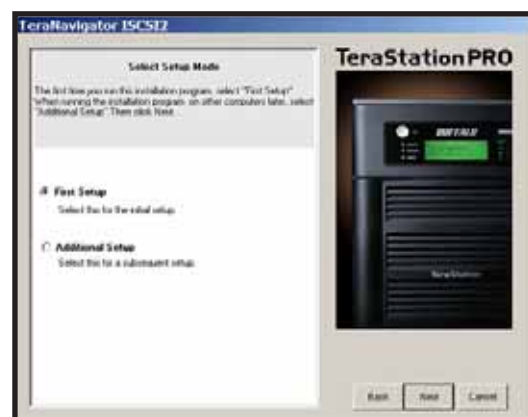 TeraNavigator ISCSI2
Select Setup Mode
The first time you run this installation program, select "First Setup"
When running the installation program on other computers later, select
"Additional Setup". Then click Next
First Setup
Select this for the initial setup.
Additional Setup
Select this for a subsequent setup.
TeraStation PRO
BUFFALO
TeraStation
Back Next Cancel